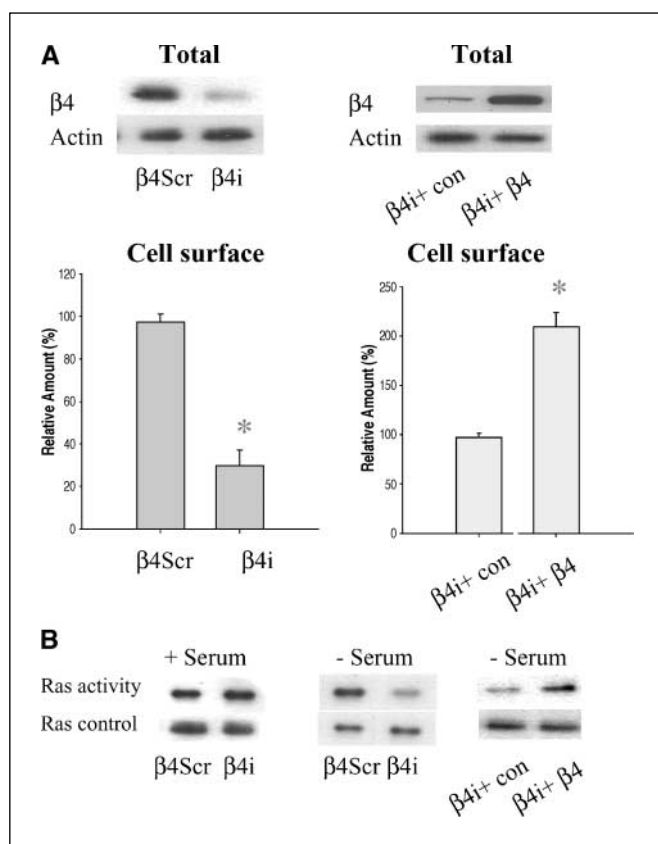 A
Total
β4
Actin
β4Scr β4i
Total
β4
Actin
β4i+ con β4i+ β4
Cell surface
Relative Amount (%)
120
100
80
60
40
20
0
*
β4Scr β4i
Cell surface
Relative Amount (%)
250
200
150
100
50
0
*
β4i+ con β4i+ β4
B
+ Serum - Serum - Serum
Ras activity
Ras control
β4Scr β4i β4Scr β4i β4i+ con β4i+ β4